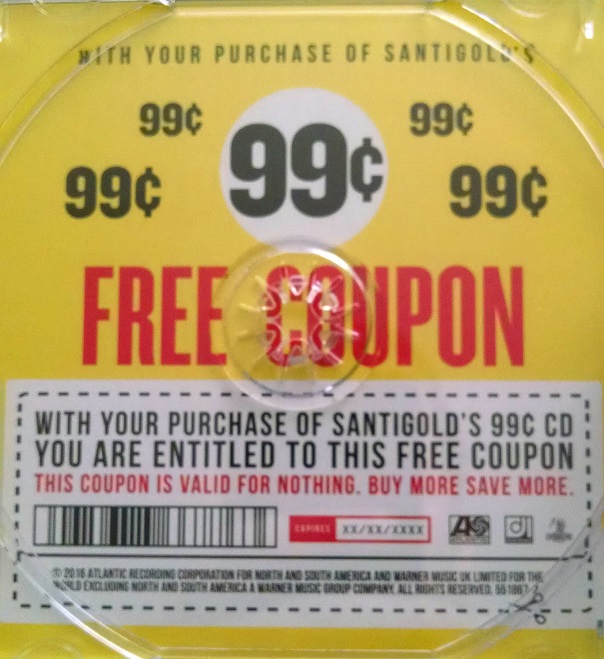 WITH YOUR PURCHASE OF SANTIGOLD'S
99¢ 99¢ 99¢
99¢ 99¢
FREE COUPON
WITH YOUR PURCHASE OF SANTIGOLD'S 99¢ CD
YOU ARE ENTITLED TO THIS FREE COUPON
THIS COUPON IS VALID FOR NOTHING. BUY MORE SAVE MORE.
EXPIRES XX/XX/XXXX
© 2016 ATLANTIC RECORDING CORPORATION FOR NORTH AND SOUTH AMERICA AND WARNER MUSIC UK LIMITED FOR THE
WORLD EXCLUDING NORTH AND SOUTH AMERICA A WARNER MUSIC GROUP COMPANY. ALL RIGHTS RESERVED.